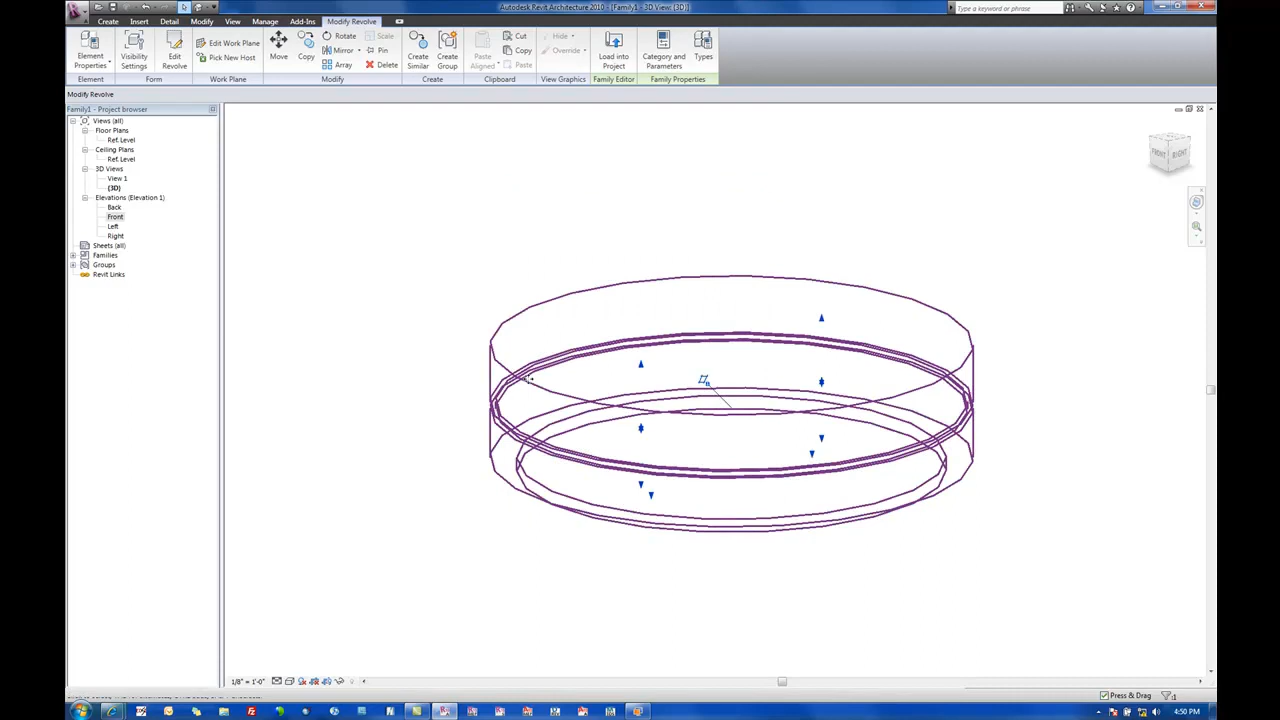 Autodesk Revit Architecture 2010 - [Family1 - 3D View: {3D}]
Type a keyword or phrase
Create Insert Detail Modify View Manage Add-Ins Modify Revolve
Element Properties
Visibility Settings
Edit Revolve
Edit Work Plane
Pick New Host
Move
Copy
Rotate
Mirror
Array
Scale
Pin
Delete
Create Similar
Create Group
Paste Aligned
Cut
Copy
Paste
Hide
Override
Load into Project
Category and Parameters
Types
Element Form Work Plane Modify Create Clipboard View Graphics Family Editor Family Properties
Modify Revolve
Family1 - Project browser
Views (all)
Floor Plans
Ref. Level
Ceiling Plans
Ref. Level
3D Views
View 1
{3D}
Elevations (Elevation 1)
Back
Front
Left
Right
Sheets (all)
Families
Groups
Revit Links
FRONT RIGHT
1/8" = 1'-0"
Press & Drag
:1
4:50 PM